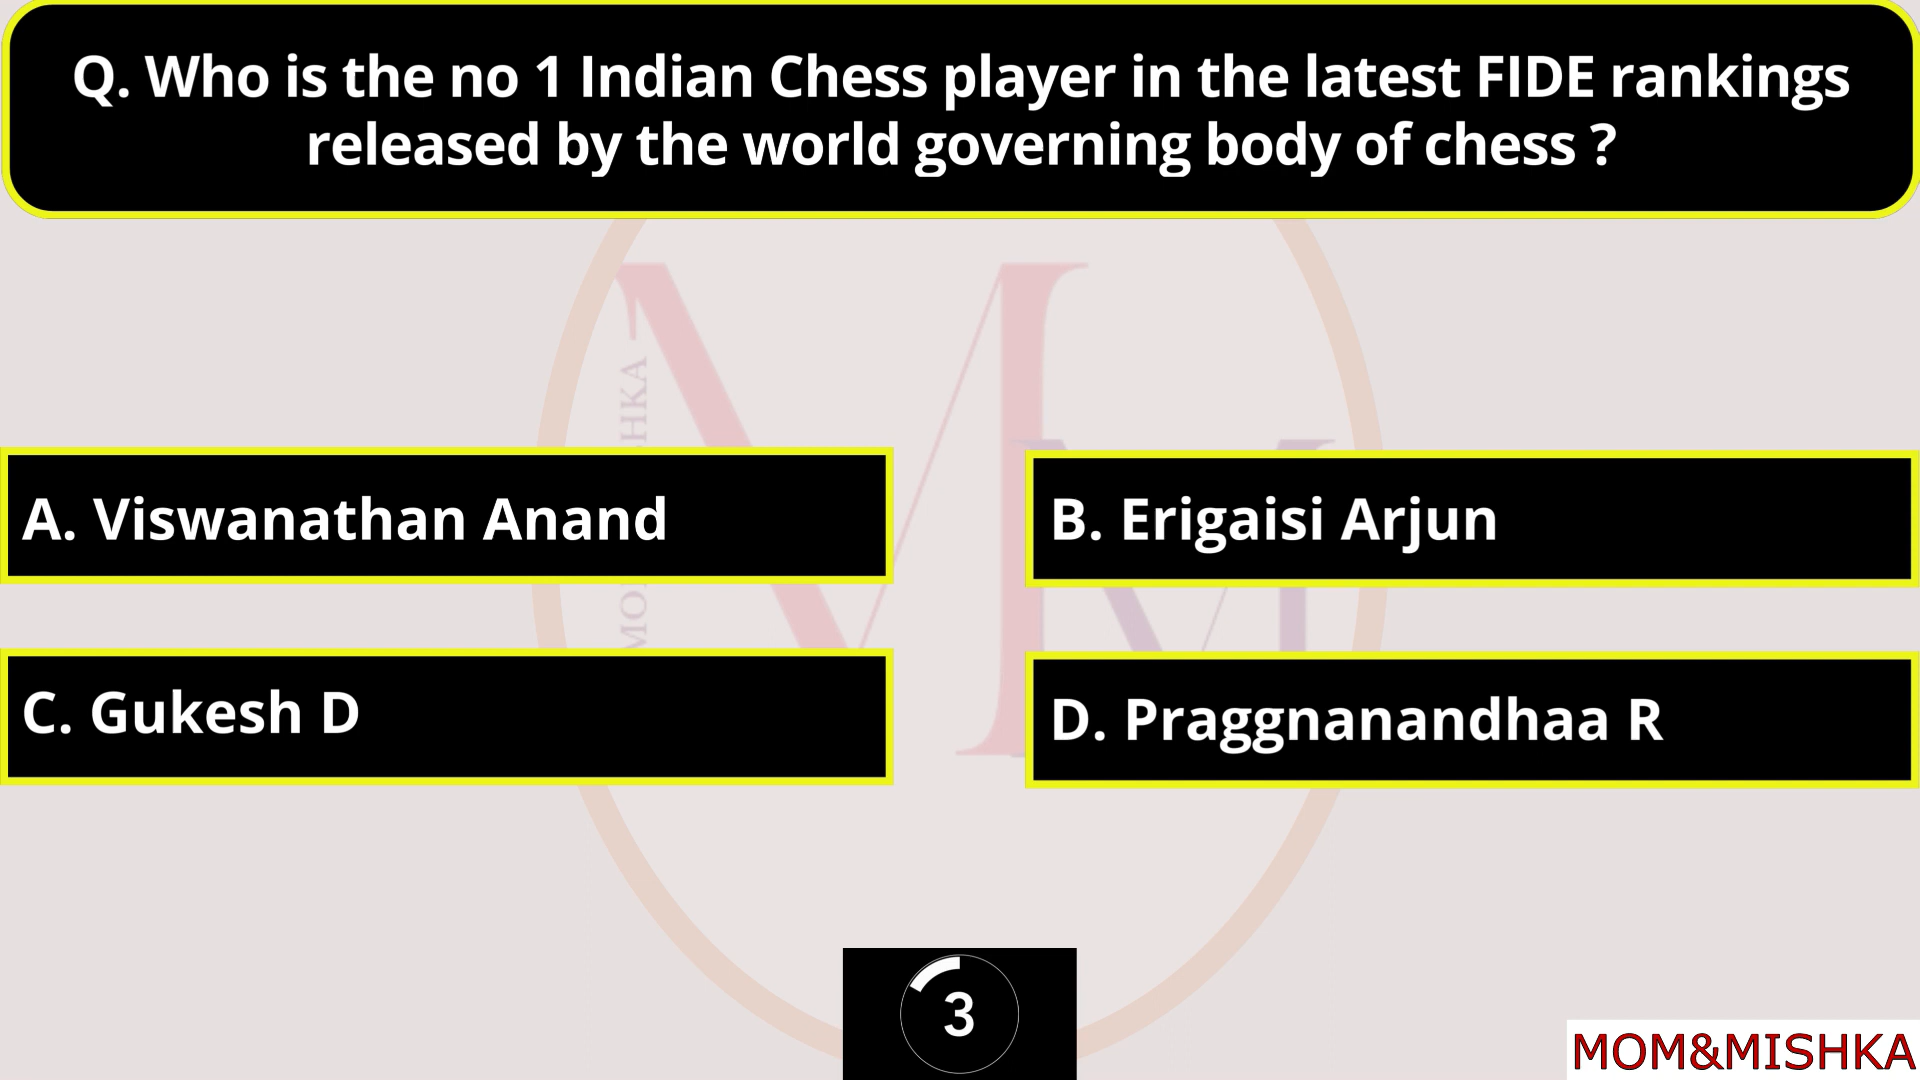 Q. Who is the no 1 Indian Chess player in the latest FIDE rankings
released by the world governing body of chess ?
A. Viswanathan Anand
B. Erigaisi Arjun
C. Gukesh D
D. Praggnanandhaa R
3
MOM&MISHKA